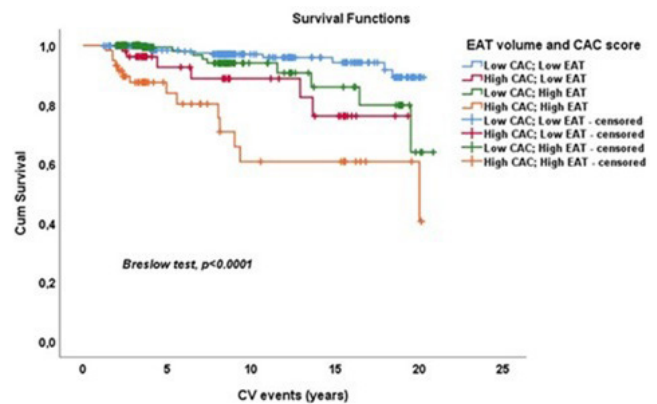 Survival Functions
EAT volume and CAC score
Low CAC; Low EAT
High CAC; Low EAT
Low CAC; High EAT
High CAC; High EAT
Low CAC; Low EAT - censored
High CAC; Low EAT - censored
Low CAC; High EAT - censored
High CAC; High EAT - censored
Cum Survival
1,0
0,8
0,6
0,4
0,2
0,0
Breslow test, p<0.0001
0 5 10 15 20 25
CV events (years)